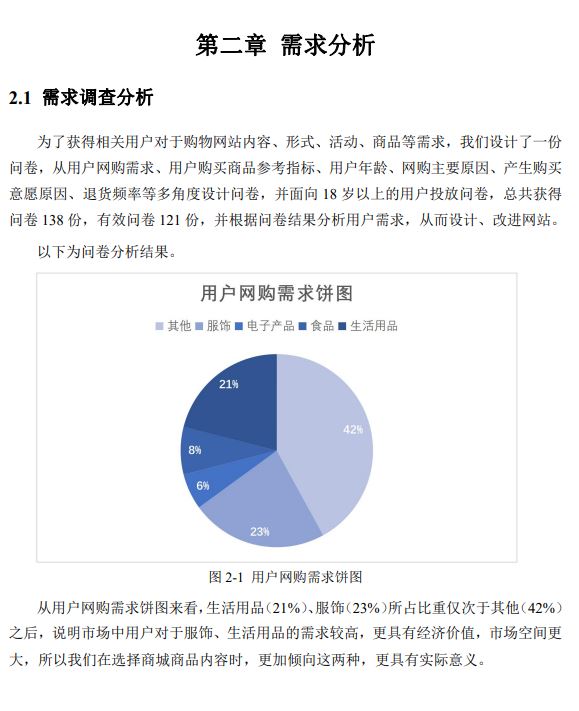 第二章 需求分析
2.1 需求调查分析
为了获得相关用户对于购物网站内容、形式、活动、商品等需求，我们设计了一份
问卷，从用户网购需求、用户购买商品参考指标、用户年龄、网购主要原因、产生购买
意愿原因、退货频率等多角度设计问卷，并面向 18 岁以上的用户投放问卷，总共获得
问卷 138 份，有效问卷 121 份，并根据问卷结果分析用户需求，从而设计、改进网站。
以下为问卷分析结果。
用户网购需求饼图
其他 服饰 电子产品 食品 生活用品
21%
42%
8%
6%
23%
图 2-1 用户网购需求饼图
从用户网购需求饼图来看，生活用品（21%）、服饰（23%）所占比重仅次于其他（42%）
之后，说明市场中用户对于服饰、生活用品的需求较高，更具有经济价值，市场空间更
大，所以我们在选择商城商品内容时，更加倾向这两种，更具有实际意义。